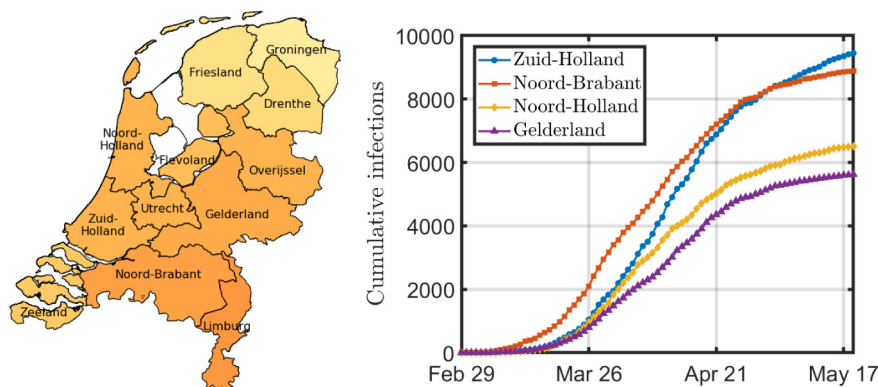 Groningen
Friesland
Drenthe
Noord-
Holland
Flevoland
Overijssel
Utrecht
Gelderland
Zuid-
Holland
Noord-Brabant
Zeeland
Limburg
Cumulative infections
10000
8000
6000
4000
2000
0
Zuid-Holland
Noord-Brabant
Noord-Holland
Gelderland
Feb 29
Mar 26
Apr 21
May 17